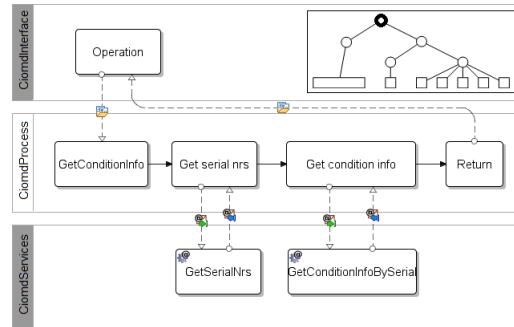 CiomdInterface
Operation
CiomdProcess
GetConditionInfo
Get serial nrs
Get condition info
Return
CiomdServices
GetSerialNrs
GetConditionInfoBySerial